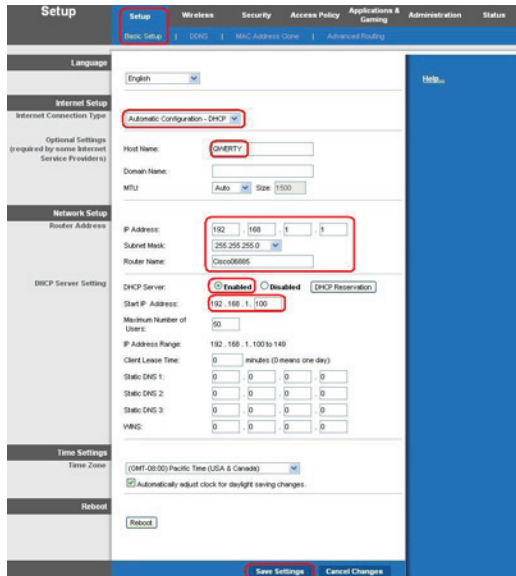 Setup
Setup Wireless Security Access Policy Applications & Gaming Administration Status
Basic Setup | DDNS | MAC Address Clone | Advanced Routing
Language
English
Help...
Internet Setup
Internet Connection Type
Automatic Configuration - DHCP
Optional Settings
(required by some Internet
Service Providers)
Host Name: QWERTY
Domain Name:
MTU: Auto Size: 1500
Network Setup
Router Address
IP Address: 192 . 168 . 1 . 1
Subnet Mask: 255.255.255.0
Router Name: Cisco06885
DHCP Server Setting
DHCP Server: Enabled Disabled DHCP Reservation
Start IP Address: 192 . 168 . 1. 100
Maximum Number of
Users: 50
IP Address Range: 192 . 168 . 1. 100 to 149
Client Lease Time: 0 minutes (0 means one day)
Static DNS 1: 0 . 0 . 0 . 0
Static DNS 2: 0 . 0 . 0 . 0
Static DNS 3: 0 . 0 . 0 . 0
WINS: 0 . 0 . 0 . 0
Time Settings
Time Zone
(GMT-08:00) Pacific Time (USA & Canada)
Automatically adjust clock for daylight saving changes.
Reboot
Reboot
Save Settings Cancel Changes